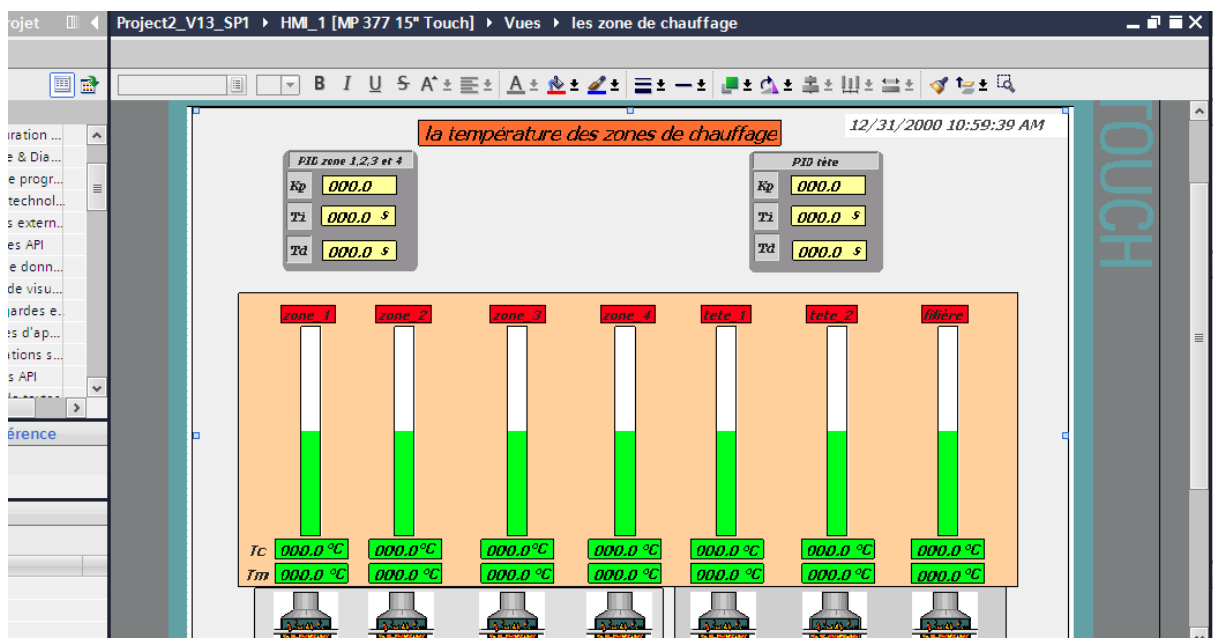 rojet
Project2_V13_SP1 ▸ HMI_1 [MP 377 15" Touch] ▸ Vues ▸ les zone de chauffage
B I U S A A
uration ...
e & Dia...
e progr...
technol...
s extern..
es API
e donn...
de visu...
gardes e..
es d'ap...
ations s...
s API
érence
la température des zones de chauffage
12/31/2000 10:59:39 AM
TOUCH
PID zone 1,2,3 et 4
Kp 000.0
Ti 000.0 s
Td 000.0 s
PID tête
Kp 000.0
Ti 000.0 s
Td 000.0 s
zone_1 zone_2 zone_3 zone_4 tete_1 tete_2 filière
Tc 000.0 °C 000.0°C 000.0°C 000.0 °C 000.0 °C 000.0 °C 000.0 °C
Tm 000.0 °C 000.0 °C 000.0 °C 000.0 °C 000.0 °C 000.0 °C 000.0 °C